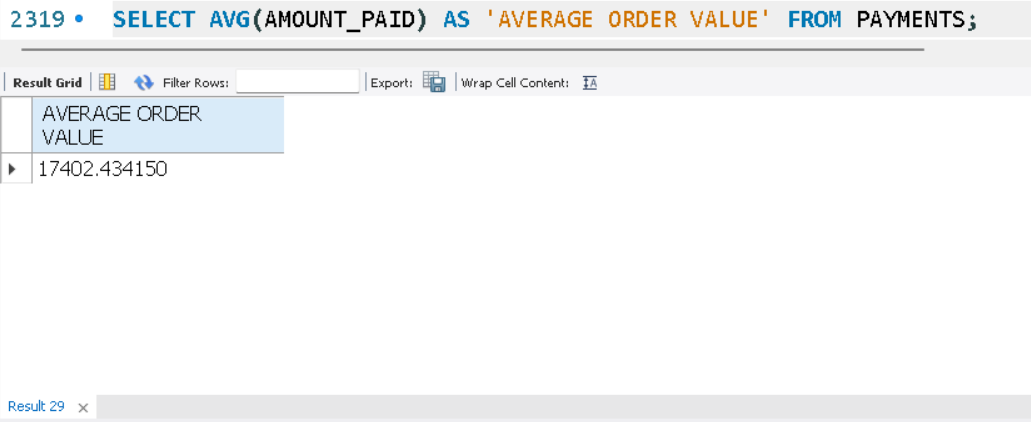 2319 SELECT AVG(AMOUNT_PAID) AS 'AVERAGE ORDER VALUE' FROM PAYMENTS;
Result Grid Filter Rows: Export: Wrap Cell Content: IA
AVERAGE ORDER
VALUE
17402.434150
Result 29